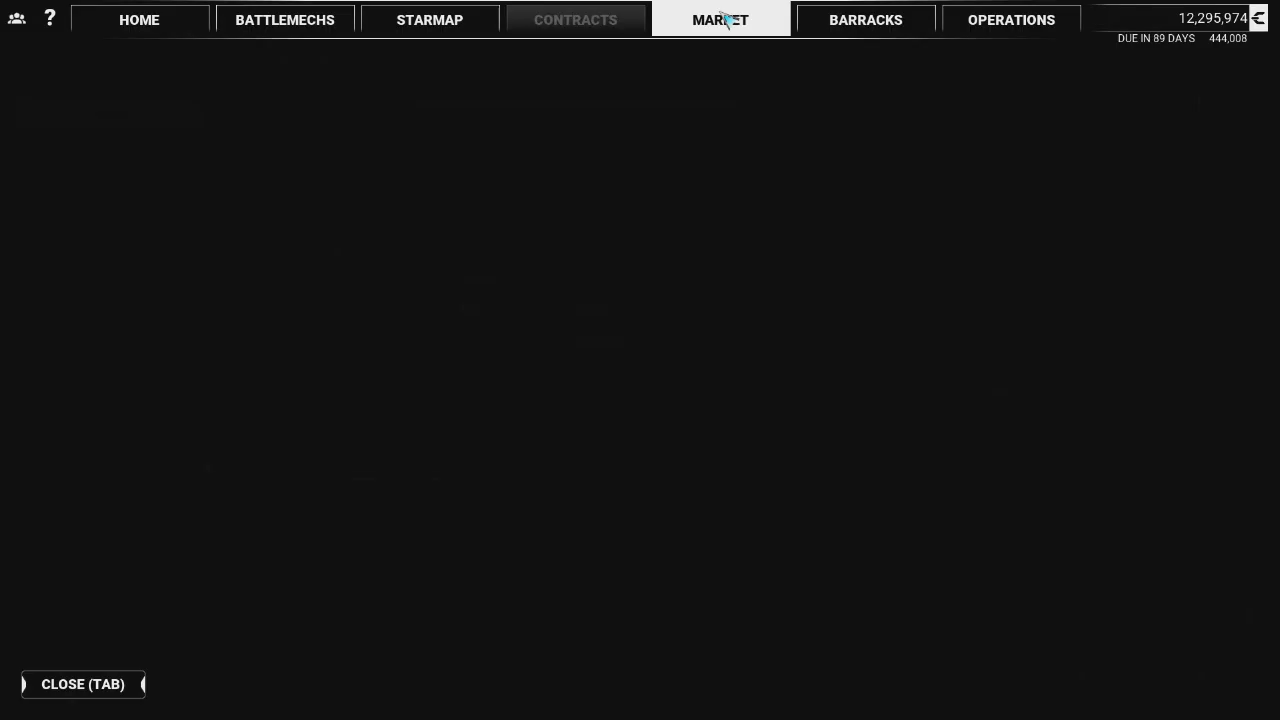 ? HOME BATTLEMECHS STARMAP CONTRACTS MARKET BARRACKS OPERATIONS 12,295,974
DUE IN 89 DAYS 444,008
CLOSE (TAB)